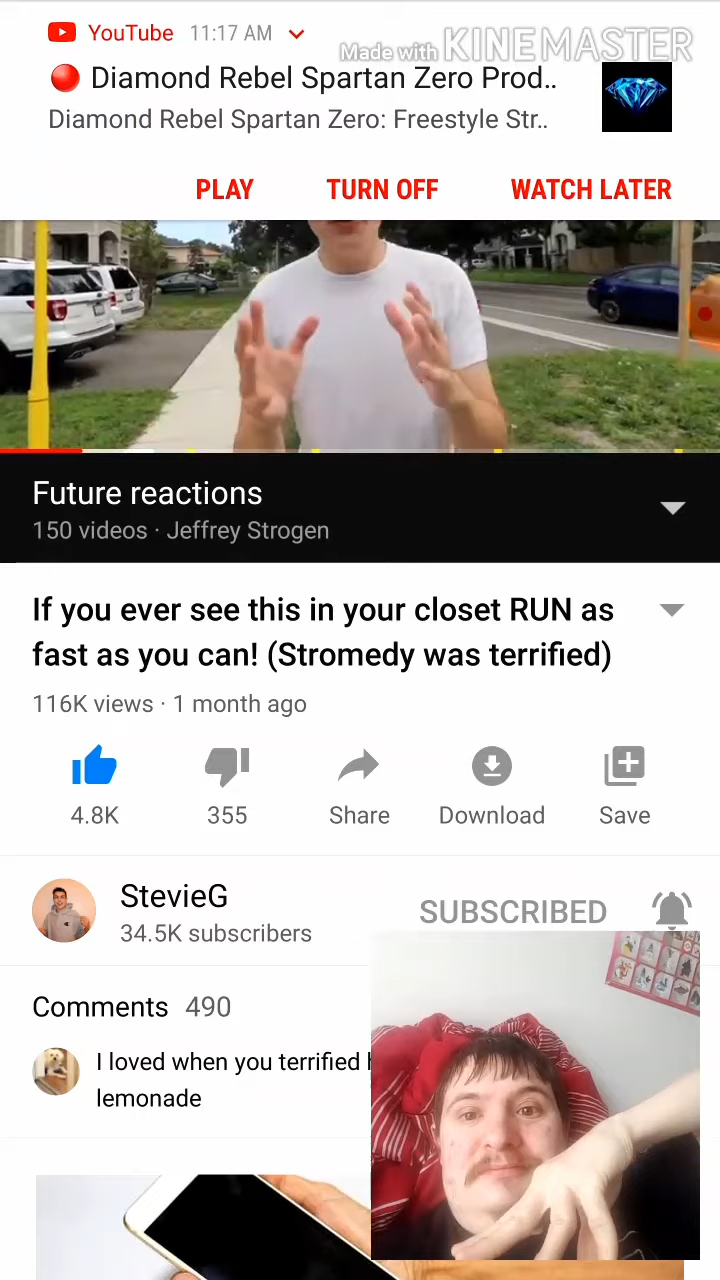 YouTube 11:17 AM
Made with KINEMASTER
Diamond Rebel Spartan Zero Prod..
Diamond Rebel Spartan Zero: Freestyle Str..
PLAY TURN OFF WATCH LATER
Future reactions
150 videos · Jeffrey Strogen
If you ever see this in your closet RUN as
fast as you can! (Stromedy was terrified)
116K views · 1 month ago
4.8K 355 Share Download Save
StevieG
34.5K subscribers
SUBSCRIBED
Comments 490
I loved when you terrified
lemonade